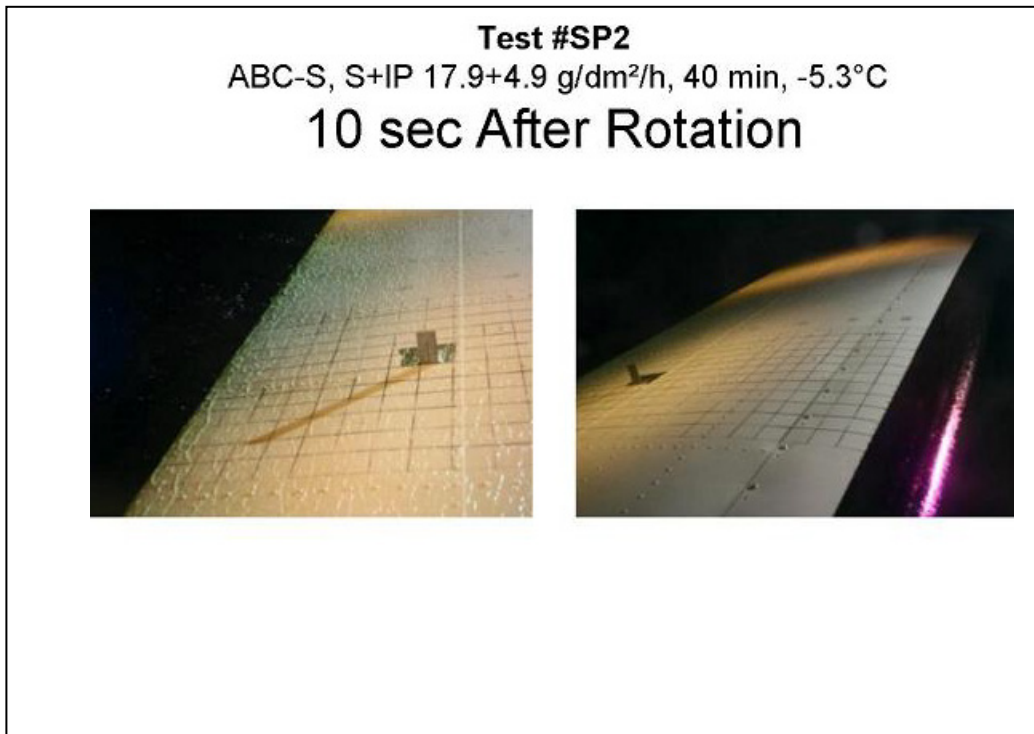 Test #SP2
ABC-S, S+IP 17.9+4.9 g/dm²/h, 40 min, -5.3°C
10 sec After Rotation